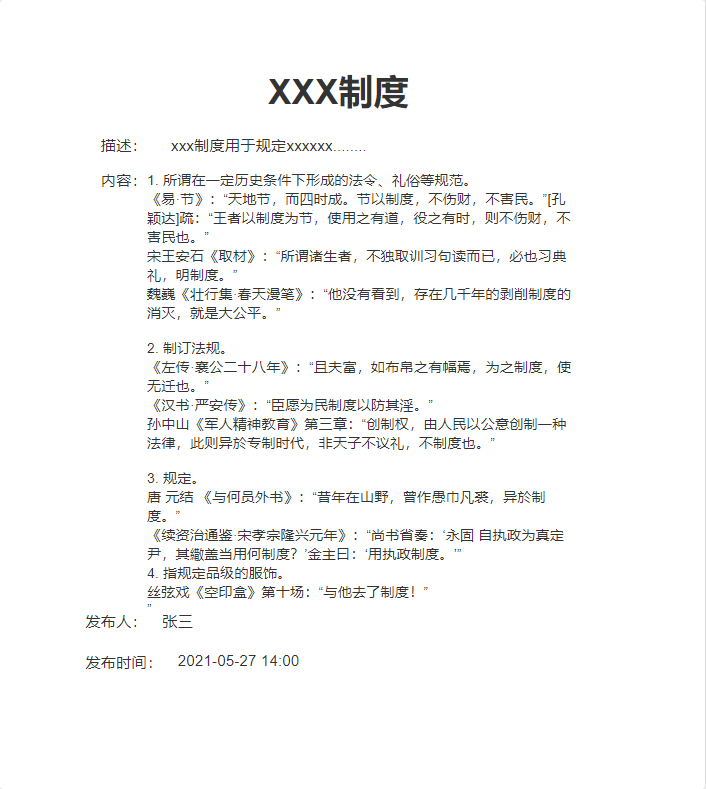 XXX制度
描述： xxx制度用于规定xxxxxx........
内容：1. 所谓在一定历史条件下形成的法令、礼俗等规范。
《易·节》：“天地节，而四时成。节以制度，不伤财，不害民。”[孔
颖达]疏：“王者以制度为节，使用之有道，役之有时，则不伤财，不
害民也。”
宋王安石《取材》：“所谓诸生者，不独取训习句读而已，必也习典
礼，明制度。”
魏巍《壮行集·春天漫笔》：“他没有看到，存在几千年的剥削制度的
消灭，就是大公平。”
2. 制订法规。
《左传·襄公二十八年》：“且夫富，如布帛之有幅焉，为之制度，使
无迁也。”
《汉书·严安传》：“臣愿为民制度以防其淫。”
孙中山《军人精神教育》第三章：“创制权，由人民以公意创制一种
法律，此则异於专制时代，非天子不议礼，不制度也。”
3. 规定。
唐 元结 《与何员外书》：“昔年在山野，曾作愚巾凡裘，异於制
度。”
《续资治通鉴·宋孝宗隆兴元年》：“尚书省奏：‘永固 自执政为真定
尹，其繖盖当用何制度？’金主曰：‘用执政制度。’”
4. 指规定品级的服饰。
丝弦戏《空印盒》第十场：“与他去了制度！”
”
发布人： 张三
发布时间： 2021-05-27 14:00